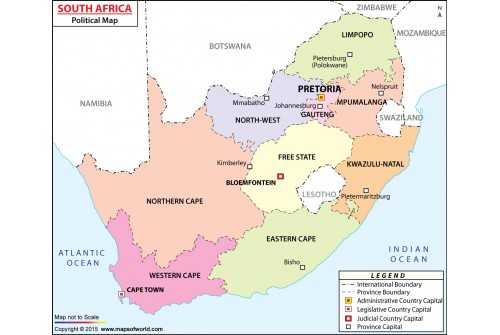 SOUTH AFRICA
Political Map
ZIMBABWE
N
A
MOZAMBIQUE
LIMPOPO
BOTSWANA
Pietersburg
(Polokwane)
PRETORIA
Nelspruit
NAMIBIA
Mmabatho
Johannesburg
MPUMALANGA
GAUTENG
NORTH-WEST
SWAZILAND
FREE STATE
Kimberley
KWAZULU-NATAL
BLOEMFONTEIN
LESOTHO
Pietermaritzburg
NORTHERN CAPE
EASTERN CAPE
ATLANTIC
OCEAN
INDIAN
OCEAN
Bisho
WESTERN CAPE
CAPE TOWN
LEGEND
International Boundary
Province Boundary
Administrative Country Capital
Legislative Country Capital
Judicial Country Capital
Province Capital
Map not to Scale
Copyright © 2015 www.mapsofworld.com